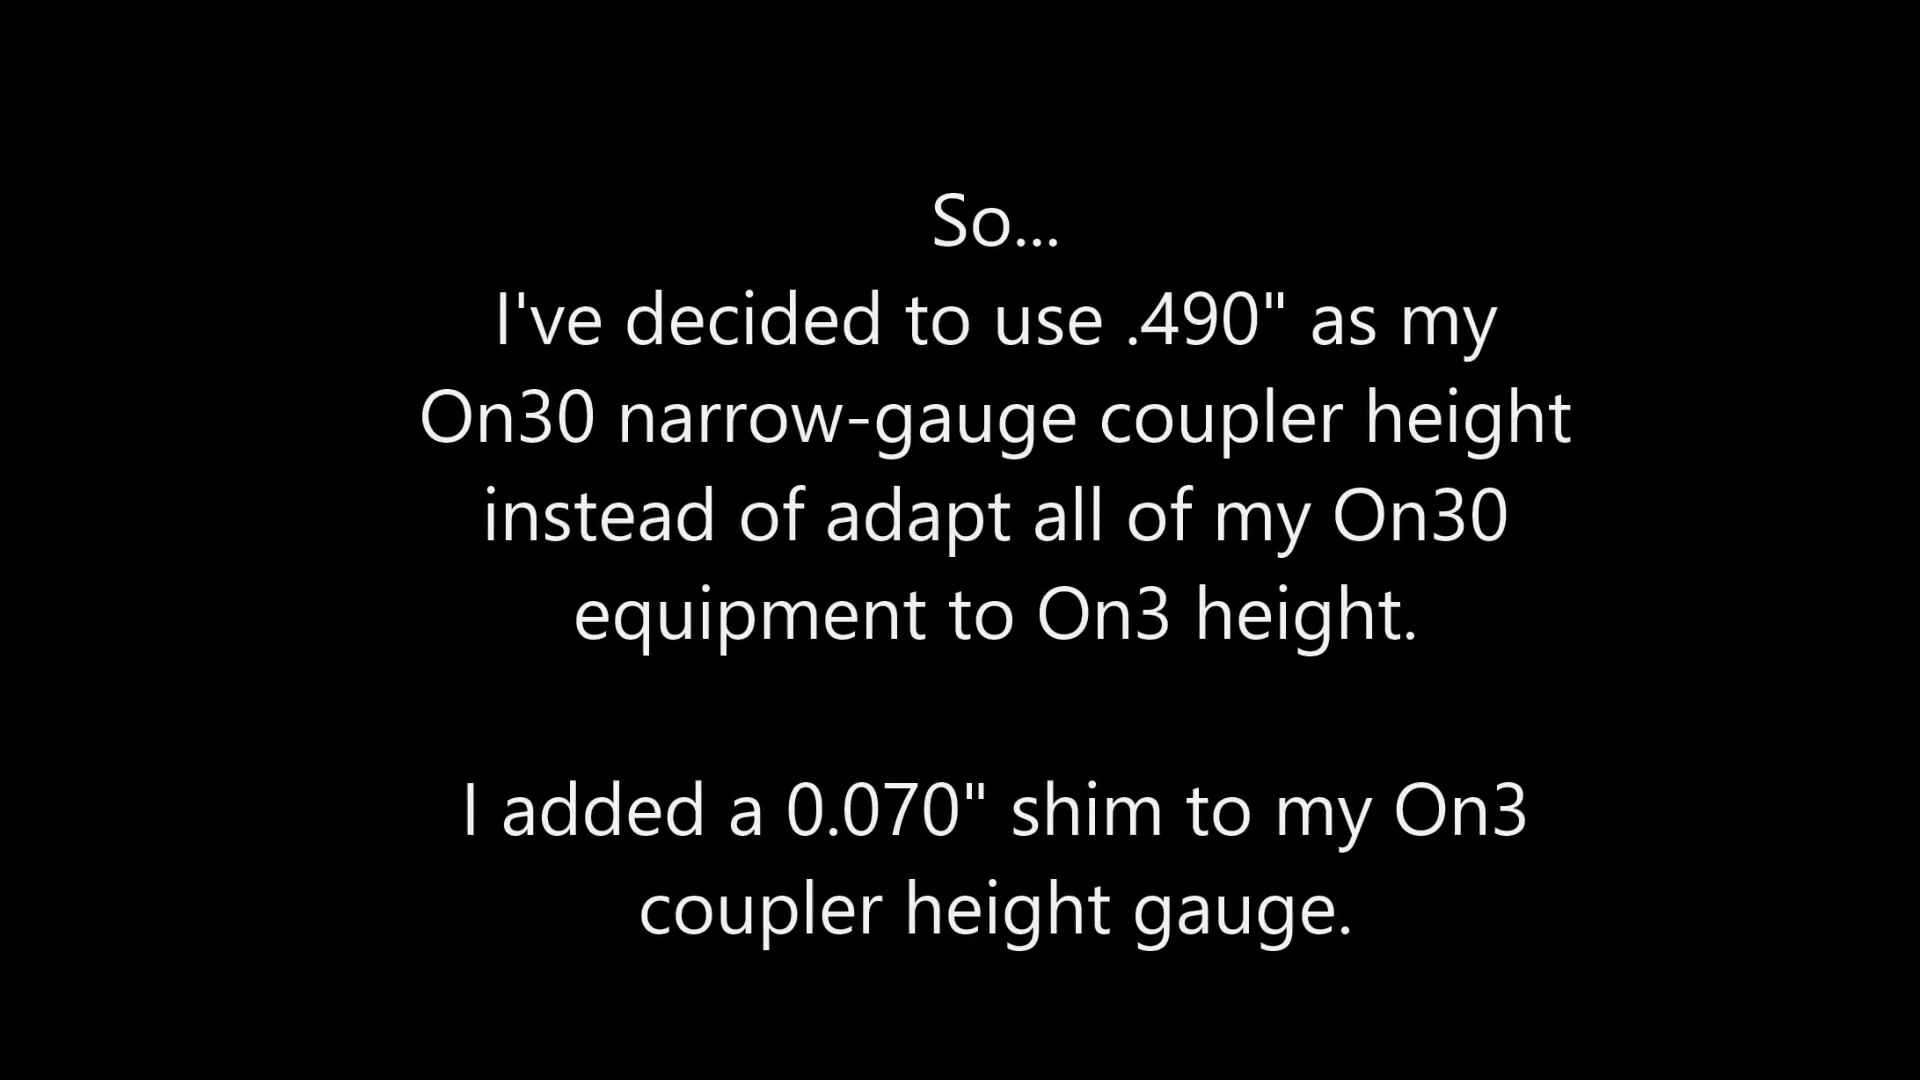 So...
I've decided to use .490" as my
On30 narrow-gauge coupler height
instead of adapt all of my On30
equipment to On3 height.
I added a 0.070" shim to my On3
coupler height gauge.